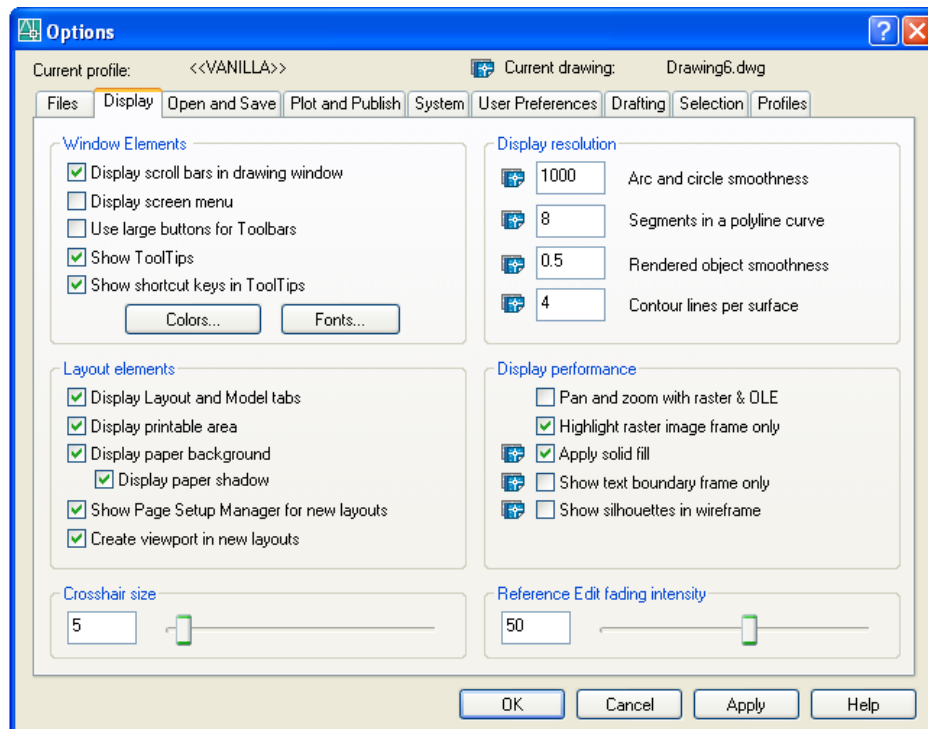 Options
Current profile: <<VANILLA>> Current drawing: Drawing6.dwg
Files Display Open and Save Plot and Publish System User Preferences Drafting Selection Profiles
Window Elements
Display scroll bars in drawing window
Display screen menu
Use large buttons for Toolbars
Show ToolTips
Show shortcut keys in ToolTips
Colors... Fonts...
Display resolution
1000 Arc and circle smoothness
8 Segments in a polyline curve
0.5 Rendered object smoothness
4 Contour lines per surface
Layout elements
Display Layout and Model tabs
Display printable area
Display paper background
Display paper shadow
Show Page Setup Manager for new layouts
Create viewport in new layouts
Display performance
Pan and zoom with raster & OLE
Highlight raster image frame only
Apply solid fill
Show text boundary frame only
Show silhouettes in wireframe
Crosshair size
5
Reference Edit fading intensity
50
OK Cancel Apply Help